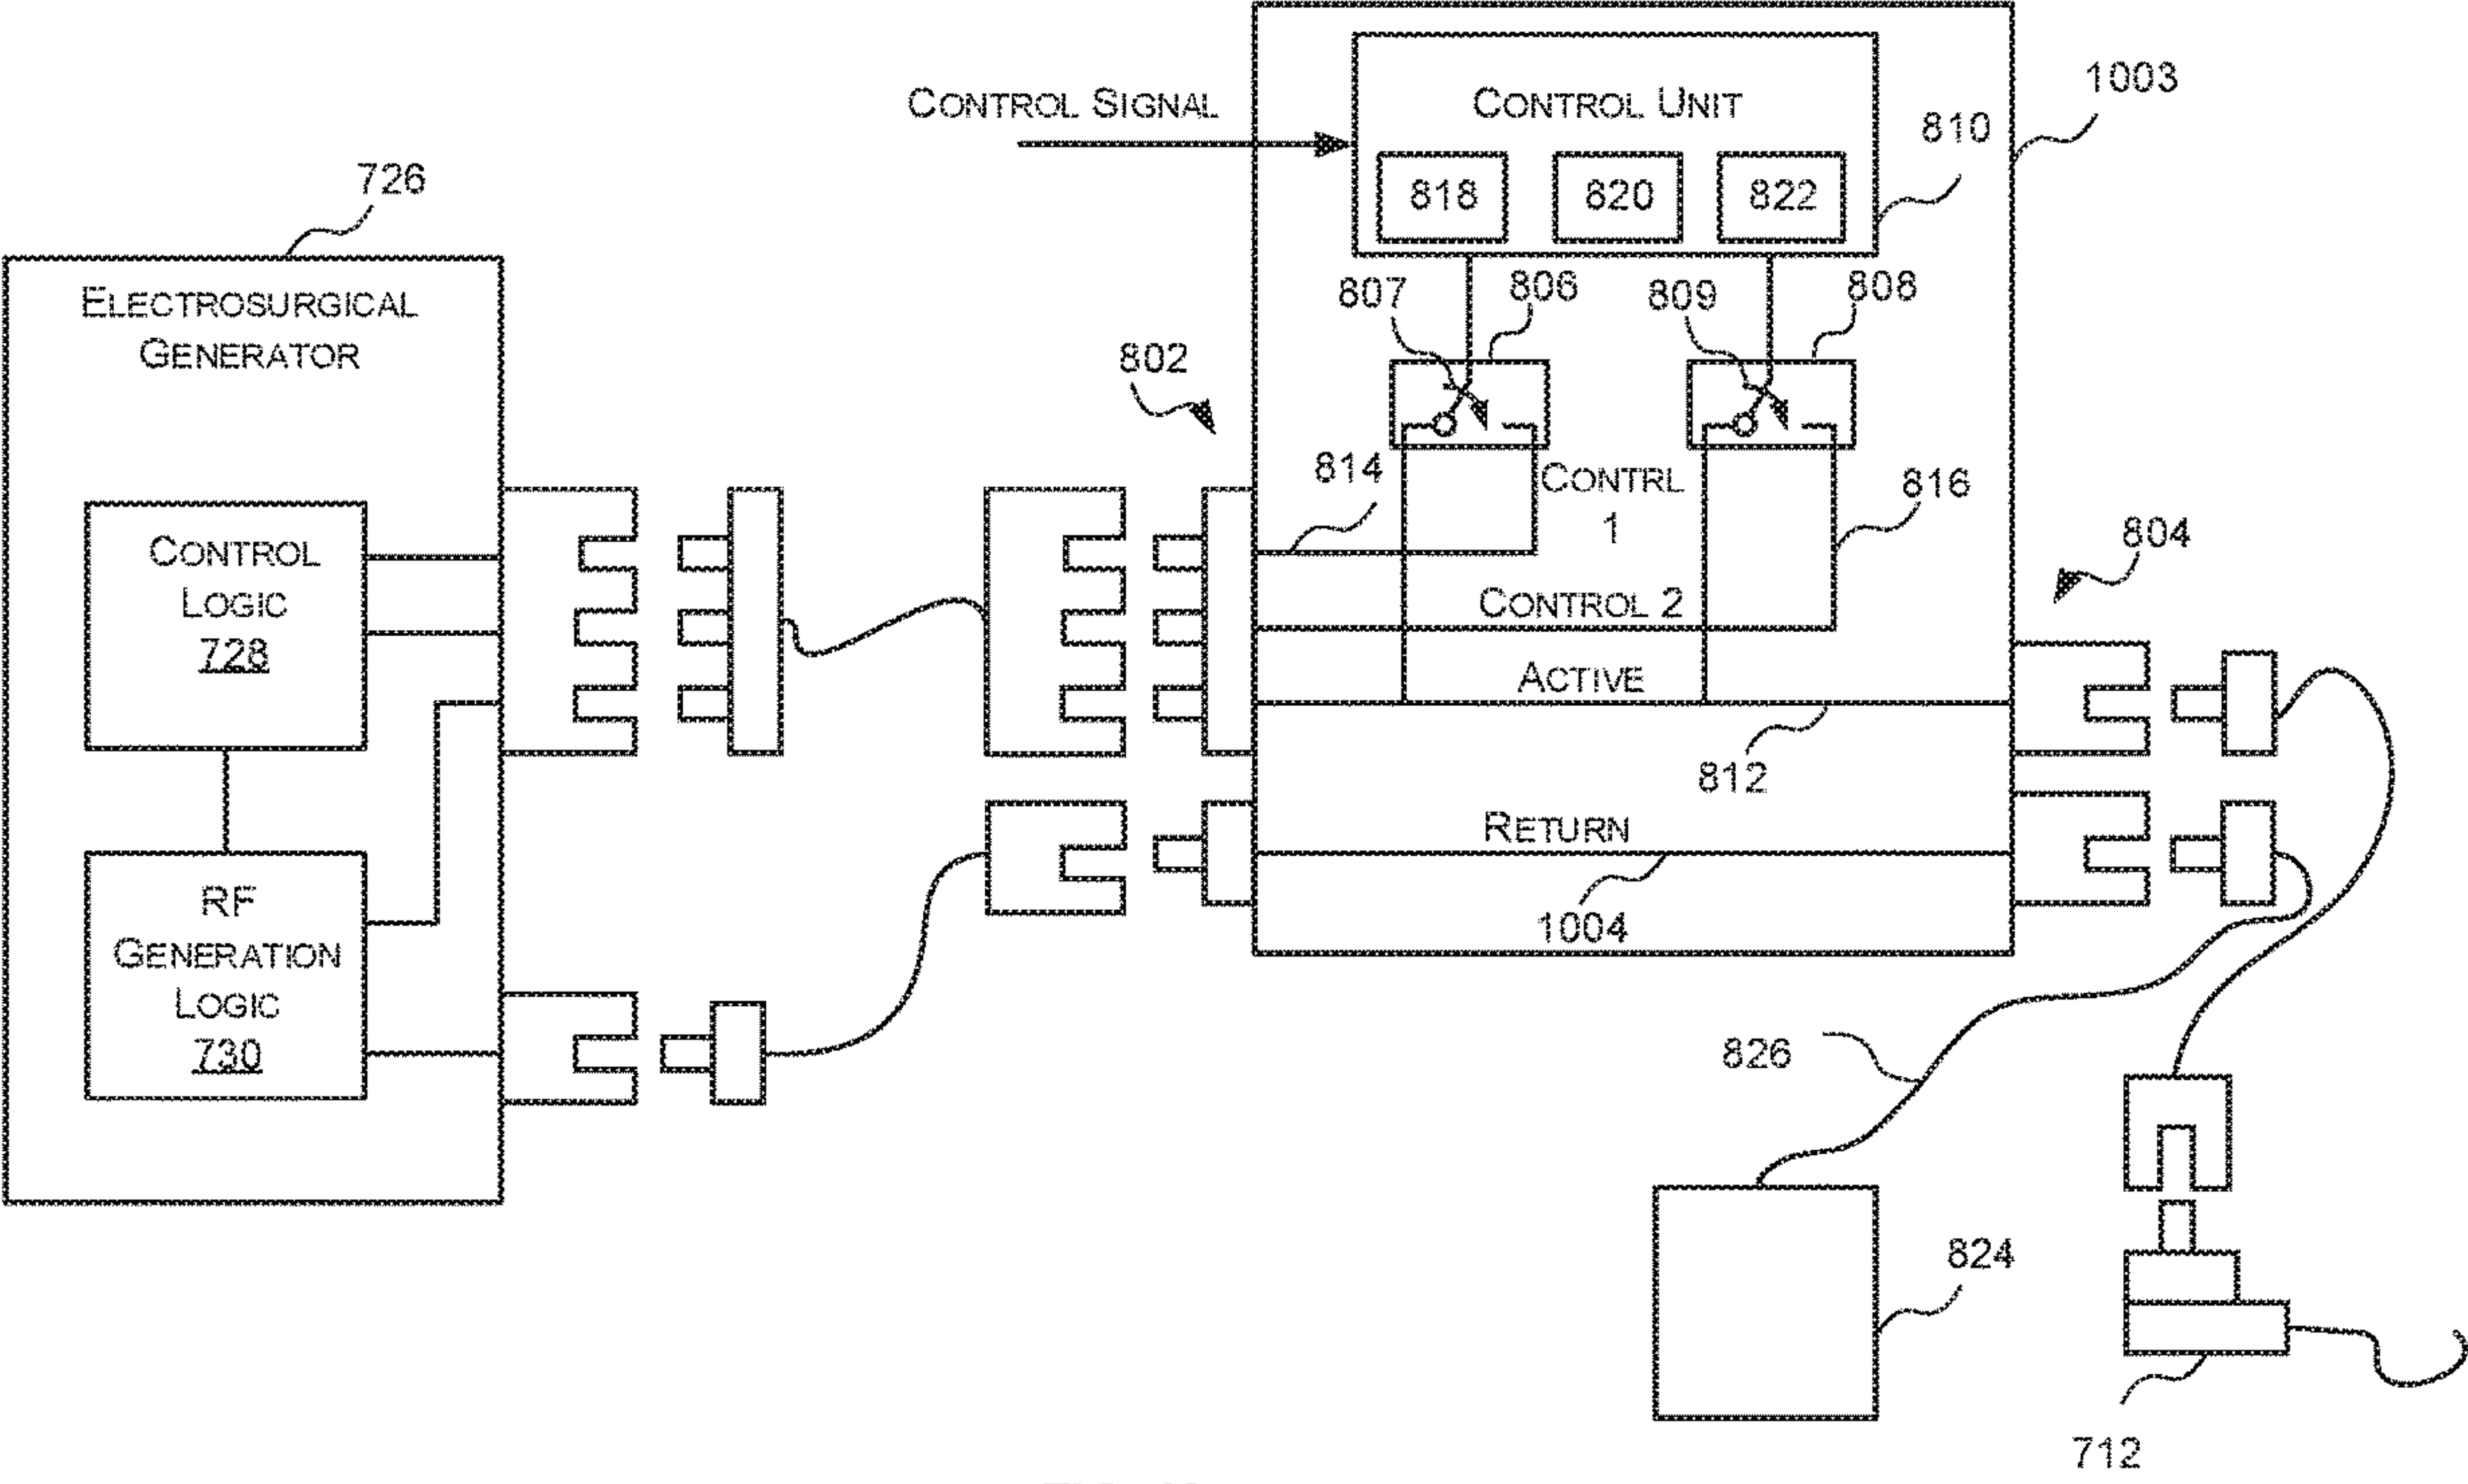 1003
CONTROL SIGNAL
CONTROL UNIT
810
818
820
822
726
807
806
809
808
ELECTROSURGICAL
GENERATOR
802
814
CONTRL
1
816
804
CONTROL
LOGIC
728
CONTROL 2
ACTIVE
812
RETURN
1004
RF
GENERATION
LOGIC
730
826
824
712